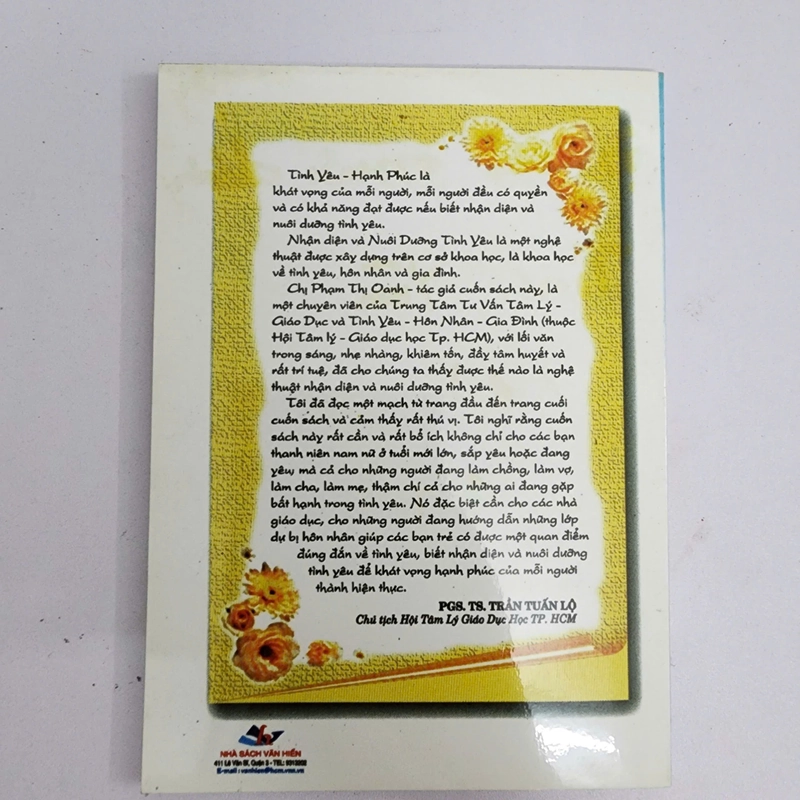 Tình Yêu - Hạnh Phúc là
khát vọng của mỗi người, mỗi người đều có quyền
và có khả năng đạt được nếu biết nhận diện và
nuôi dưỡng tình yêu.
Nhận diện và Nuôi Dưỡng Tình Yêu là một nghệ
thuật được xây dựng trên cơ sở khoa học, là khoa học
về tình yêu, hôn nhân và gia đình.
Chị Phạm Thị Oanh - tác giả cuốn sách này, là
một chuyên viên của Trung Tâm Tư Vấn Tâm Lý -
Giáo Dục và Tình Yêu - Hôn Nhân - Gia Đình (thuộc
Hội Tâm lý - Giáo dục học Tp. HCM), với lối văn
trong sáng, nhẹ nhàng, khiêm tốn, đầy tâm huyết và
rất trí tuệ, đã cho chúng ta thấy được thế nào là nghệ
thuật nhận diện và nuôi dưỡng tình yêu.
Tôi đã đọc một mạch từ trang đầu đến trang cuối
cuốn sách và cảm thấy rất thú vị. Tôi nghĩ rằng cuốn
sách này rất cần và rất bổ ích không chỉ cho các bạn
thanh niên nam nữ ở tuổi mới lớn, sắp yêu hoặc đang
yêu, mà cả cho những người đang làm chồng, làm vợ,
làm cha, làm mẹ, thậm chí cả cho những ai đang gặp
bất hạnh trong tình yêu. Nó đặc biệt cần cho các nhà
giáo dục, cho những người đang hướng dẫn những lớp
dự bị hôn nhân giúp các bạn trẻ có được một quan điểm
đúng đắn về tình yêu, biết nhận diện và nuôi dưỡng
tình yêu để khát vọng hạnh phúc của mỗi người
thành hiện thực.
PGS. TS. TRẦN TUẤN LỘ
Chủ tịch Hội Tâm Lý Giáo Dục Học TP. HCM
NHÀ SÁCH VĂN HIẾN
411 Lê Văn Sĩ, Quận 3 - TEL:
E-mail : vanhien@hcm.vnn.vn